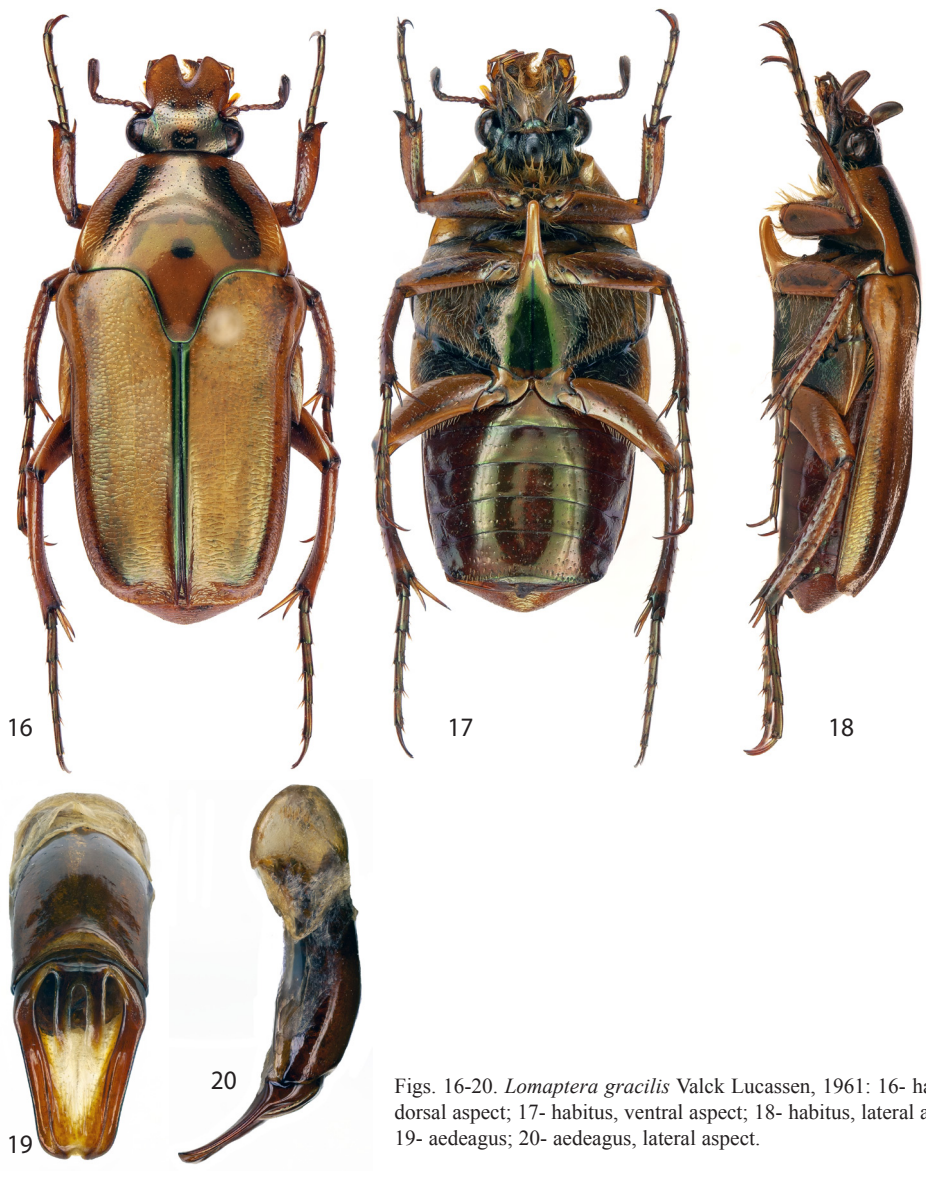 16
17
18
19
20
Figs. 16-20. Lomaptera gracilis Valck Lucassen, 1961: 16-
dorsal aspect; 17- habitus, ventral aspect; 18- habitus, lateral
19- aedeagus; 20- aedeagus, lateral aspect.